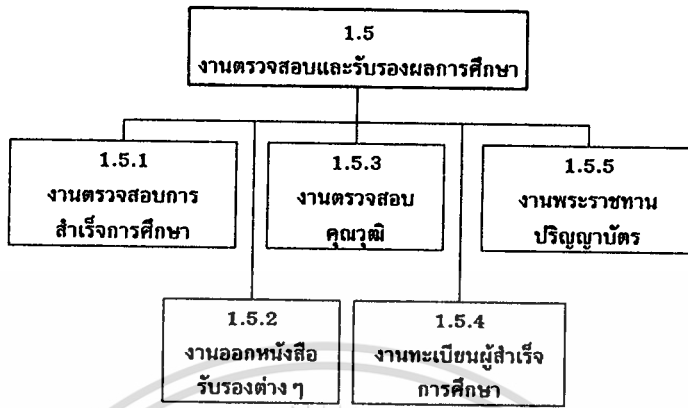 1.5
งานตรวจสอบและรับรองผลการศึกษา
1.5.1
งานตรวจสอบการ
สำเร็จการศึกษา
1.5.3
งานตรวจสอบ
คุณวุฒิ
1.5.5
งานพระราชทาน
ปริญญาบัตร
1.5.2
งานออกหนังสือ
รับรองต่าง ๆ
1.5.4
งานทะเบียนผู้สำเร็จ
การศึกษา